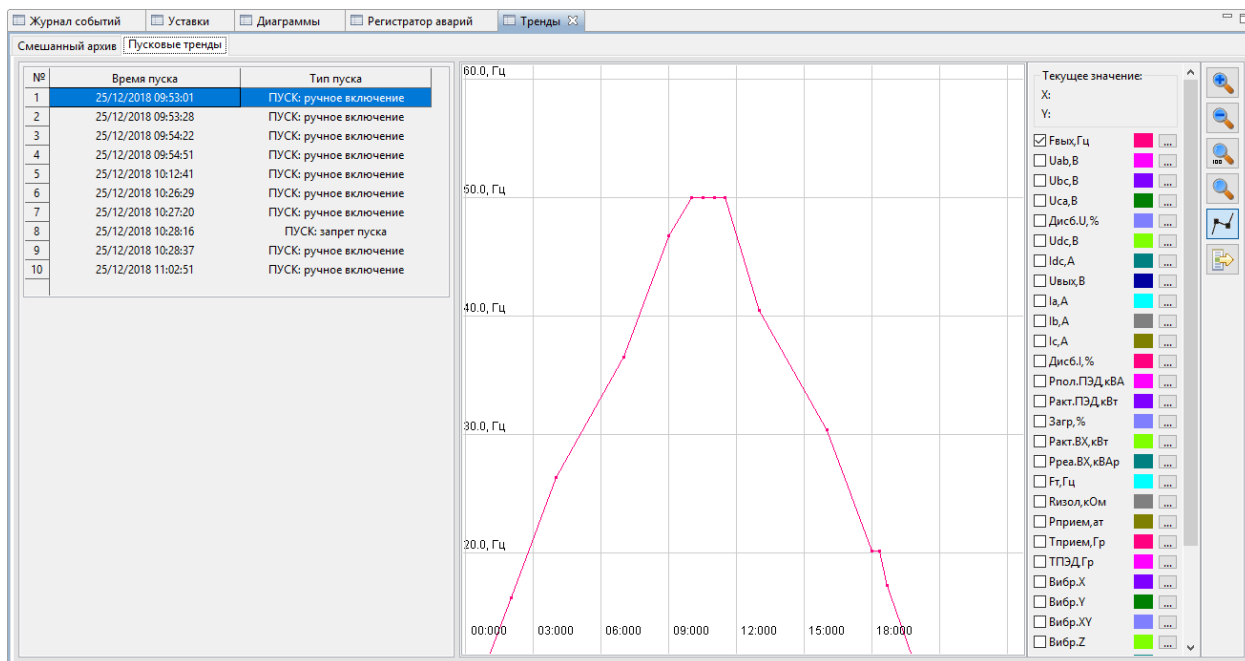 Журнал событий Уставки Диаграммы Регистратор аварий Тренды
Смешанный архив Пусковые тренды
№ Время пуска Тип пуска
1 25/12/2018 09:53:01 ПУСК: ручное включение
2 25/12/2018 09:53:28 ПУСК: ручное включение
3 25/12/2018 09:54:22 ПУСК: ручное включение
4 25/12/2018 09:54:51 ПУСК: ручное включение
5 25/12/2018 10:12:41 ПУСК: ручное включение
6 25/12/2018 10:26:29 ПУСК: ручное включение
7 25/12/2018 10:27:20 ПУСК: ручное включение
8 25/12/2018 10:28:16 ПУСК: запрет пуска
9 25/12/2018 10:28:37 ПУСК: ручное включение
10 25/12/2018 11:02:51 ПУСК: ручное включение
60.0, Гц
50.0, Гц
40.0, Гц
30.0, Гц
20.0, Гц
00:000 03:000 06:000 09:000 12:000 15:000 18:000
Текущее значение:
X:
Y:
Fвых,Гц ...
Uab,В ...
Ubc,В ...
Uca,В ...
Дисб.U,% ...
Udc,В ...
Idc,А ...
Uвых,В ...
Ia,А ...
Ib,А ...
Ic,А ...
Дисб.I,% ...
Pпол.ПЭД,кВА ...
Pакт.ПЭД,кВт ...
Загр,% ...
Pакт.ВХ,кВт ...
Pреа.ВХ,кВАр ...
Fт,Гц ...
Rизол,кОм ...
Pприем,ат ...
Tприем,Гр ...
TПЭД,Гр ...
Вибр.X ...
Вибр.Y ...
Вибр.XY ...
Вибр.Z ...
100